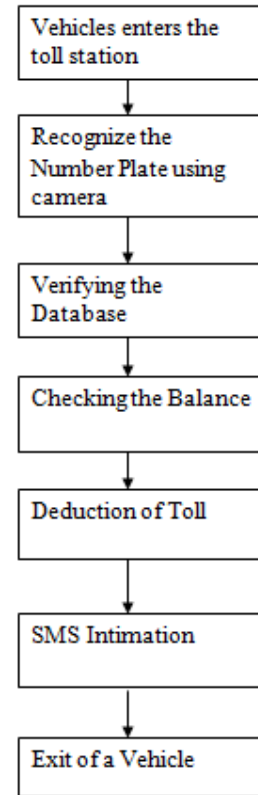 Vehicles enters the
toll station
Recognize the
Number Plate using
camera
Verifying the
Database
Checking the Balance
Deduction of Toll
SMS Intimation
Exit of a Vehicle